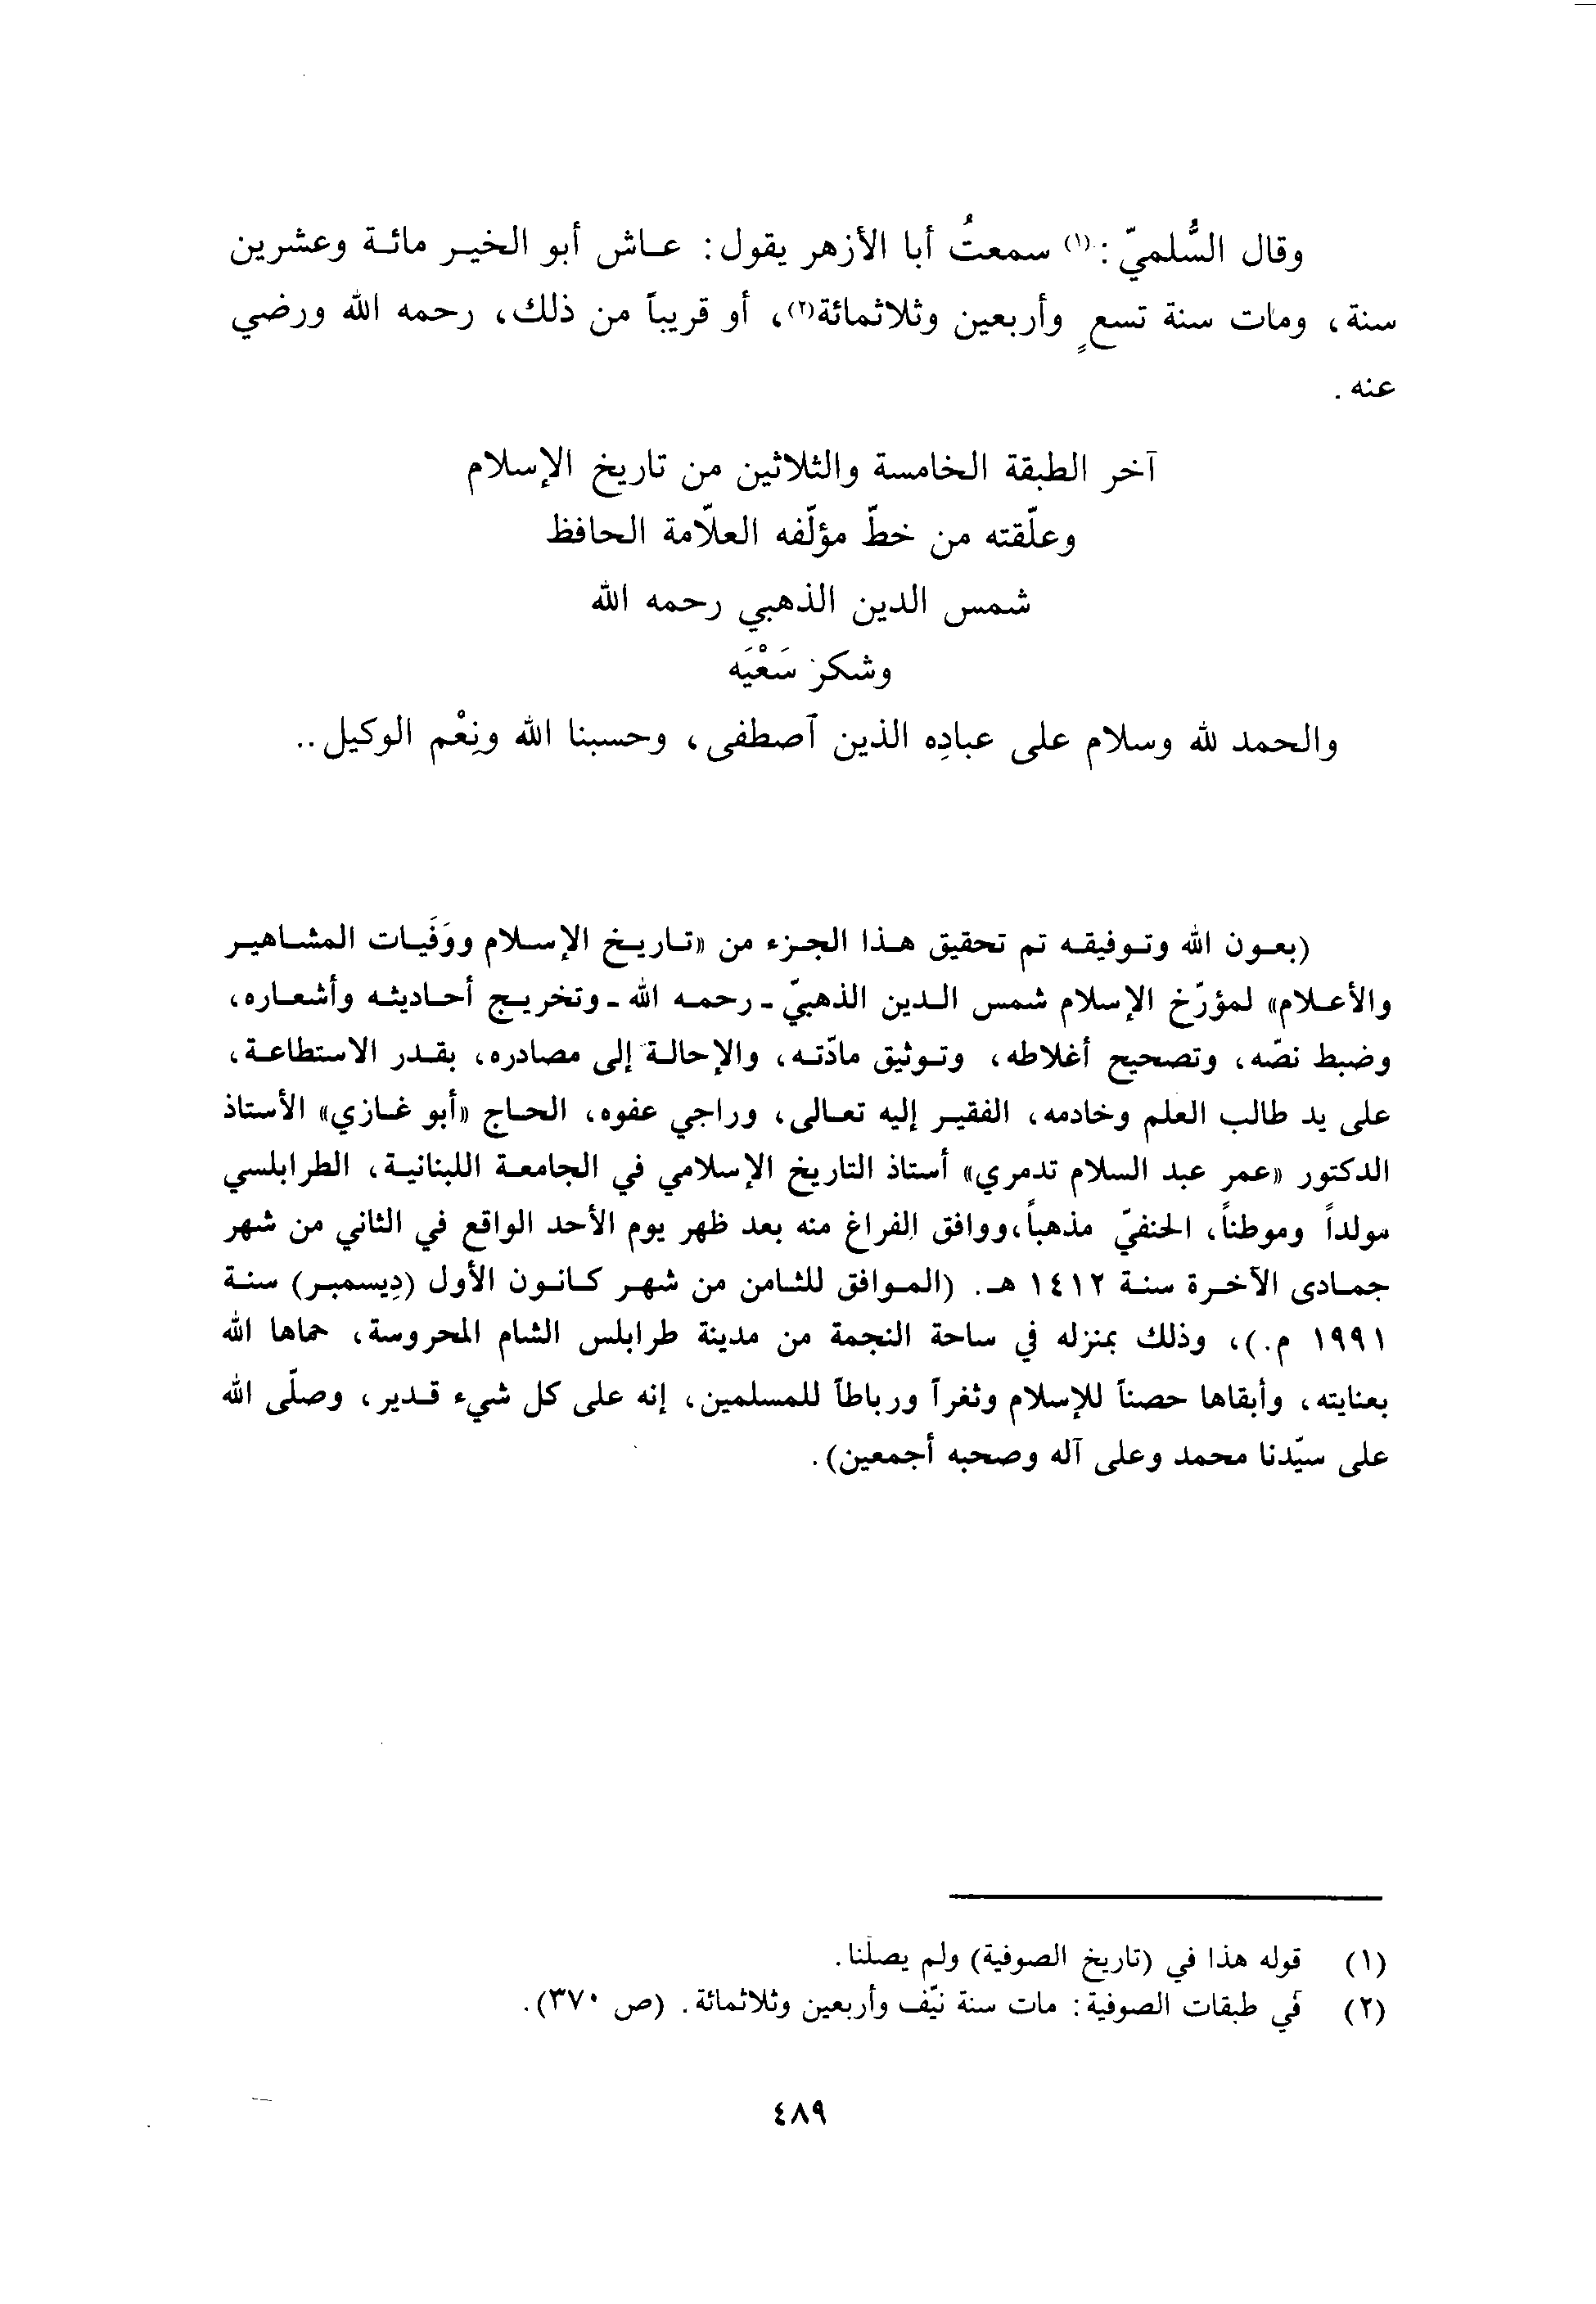 وقال السُّلميّ:(١) سمعتُ أبا الأزهر يقول: عاش أبو الخير مائة وعشرين
سنة، ومات سنة تسعٍ وأربعين وثلاثمائة(٢)، أو قريباً من ذلك، رحمه الله ورضي
عنه.
آخر الطبقة الخامسة والثلاثين من تاريخ الإسلام
وعلّقته من خطّ مؤلّفه العلاّمة الحافظ
شمس الدين الذهبي رحمه الله
وشكر سَعْيَه
والحمد لله وسلام على عبادِه الذين آصطفى، وحسبنا الله ونِعْم الوكيل..
(بعون الله وتوفيقه تم تحقيق هذا الجزء من «تاريخ الإسلام ووَفَيات المشاهير
والأعلام» لمؤرّخ الإسلام شمس الدين الذهبيّ - رحمه الله - وتخريج أحاديثه وأشعاره،
وضبط نصّه، وتصحيح أغلاطه، وتوثيق مادّته، والإحالة إلى مصادره، بقدر الاستطاعة،
على يد طالب العلم وخادمه، الفقير إليه تعالى، وراجي عفوه، الحاج «أبو غازي» الأستاذ
الدكتور «عمر عبد السلام تدمري» أستاذ التاريخ الإسلامي في الجامعة اللبنانية، الطرابلسي
مولداً وموطناً، الحنفيّ مذهباً، ووافق الفراغ منه بعد ظهر يوم الأحد الواقع في الثاني من شهر
جمادى الآخرة سنة ١٤١٢ هـ. (الموافق للثامن من شهر كانون الأول (ديسمبر) سنة
١٩٩١ م.)، وذلك بمنزله في ساحة النجمة من مدينة طرابلس الشام المحروسة، حماها الله
بعنايته، وأبقاها حصناً للإسلام وثغراً ورباطاً للمسلمين، إنه على كل شيء قدير، وصلّى الله
على سيّدنا محمد وعلى آله وصحبه أجمعين).
(١) قوله هذا في (تاريخ الصوفية) ولم يصلنا.
(٢) في طبقات الصوفية: مات سنة نيّف وأربعين وثلاثمائة. (ص ٣٧٠).
٤٨٩